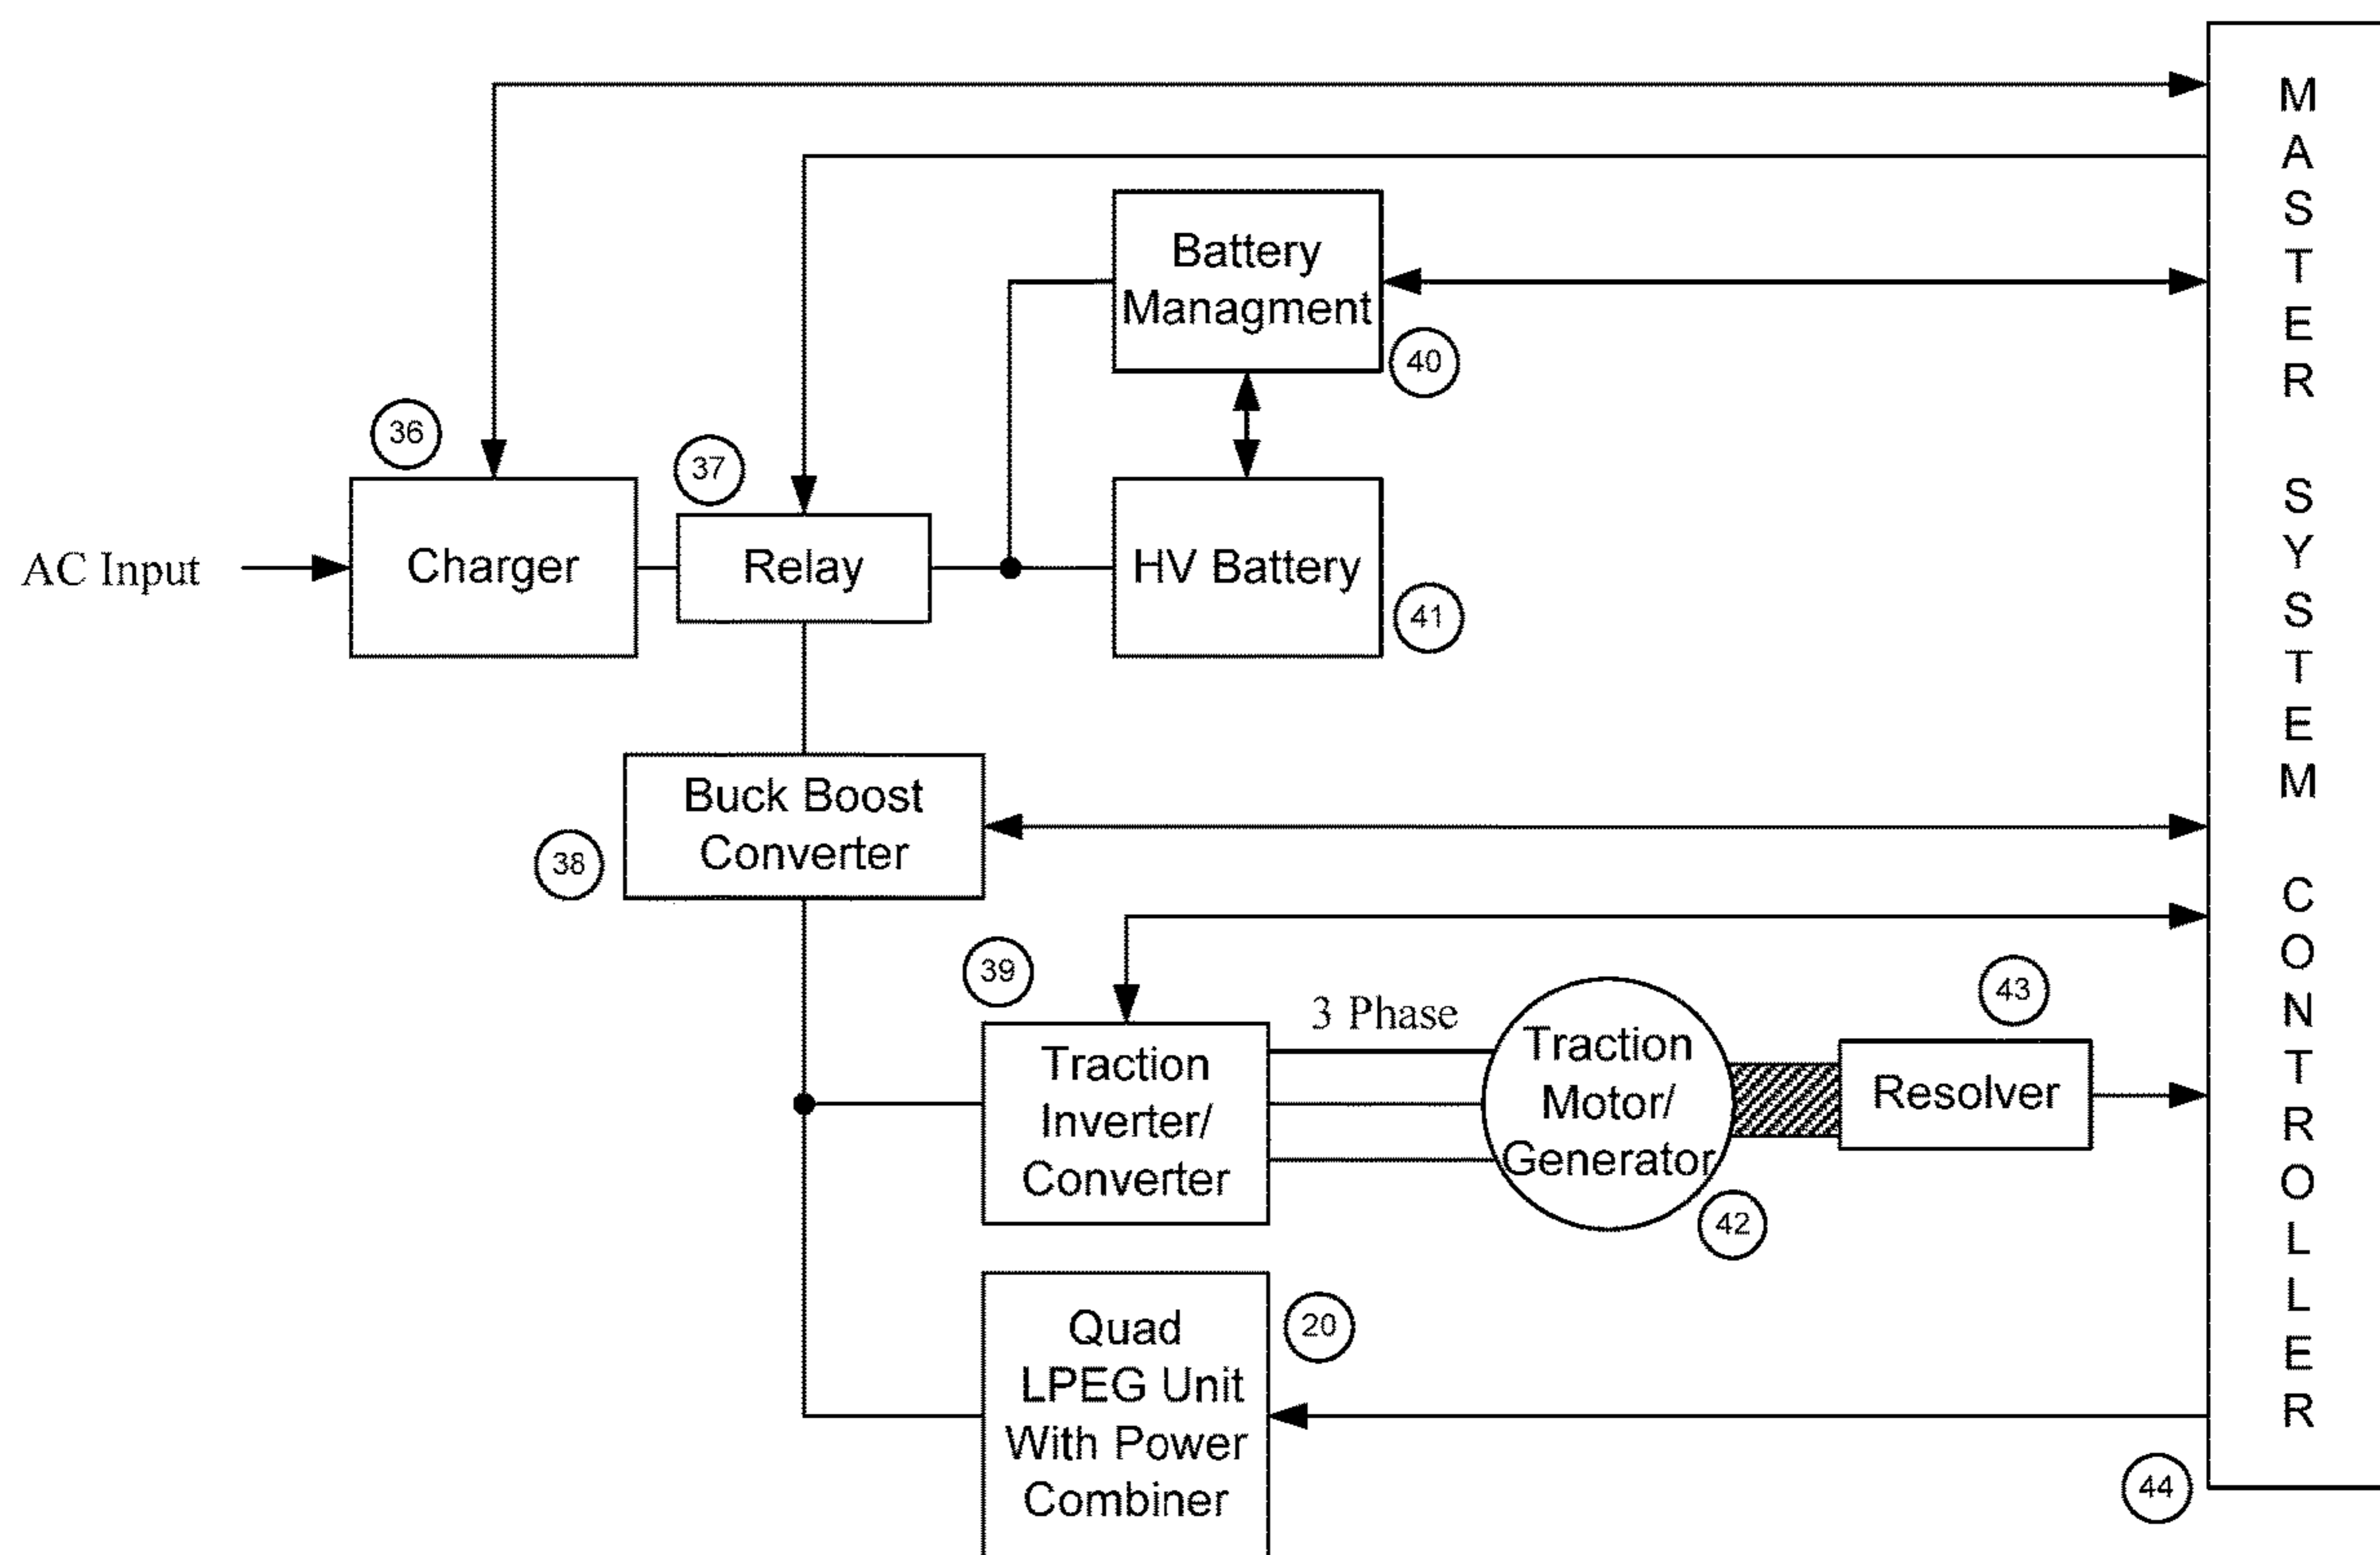 Battery
Managment
40
36
37
AC Input
Charger
Relay
HV Battery
41
Buck Boost
Converter
38
39
3 Phase
Traction
Inverter/
Converter
Traction
Motor/
Generator
42
43
Resolver
Quad
LPEG Unit
With Power
Combiner
20
MASTER SYSTEM CONTROLLER
44